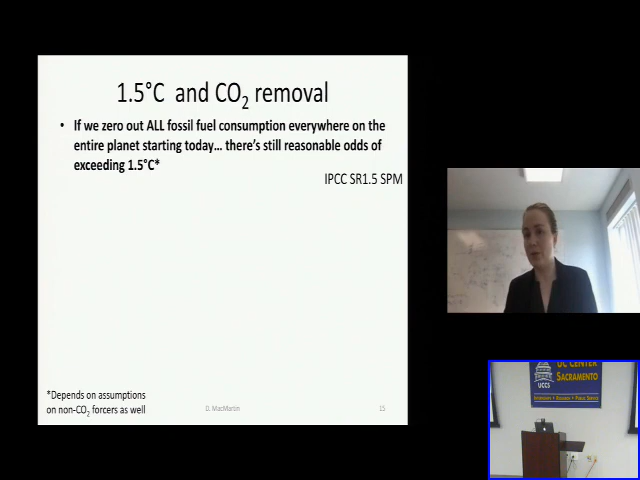 1.5°C and CO₂ removal
• If we zero out ALL fossil fuel consumption everywhere on the
entire planet starting today... there's still reasonable odds of
exceeding 1.5°C*
IPCC SR1.5 SPM
*Depends on assumptions
on non-CO₂ forcers as well
D. MacMartin
15
UC CENTER
SACRAMENTO
UCCS